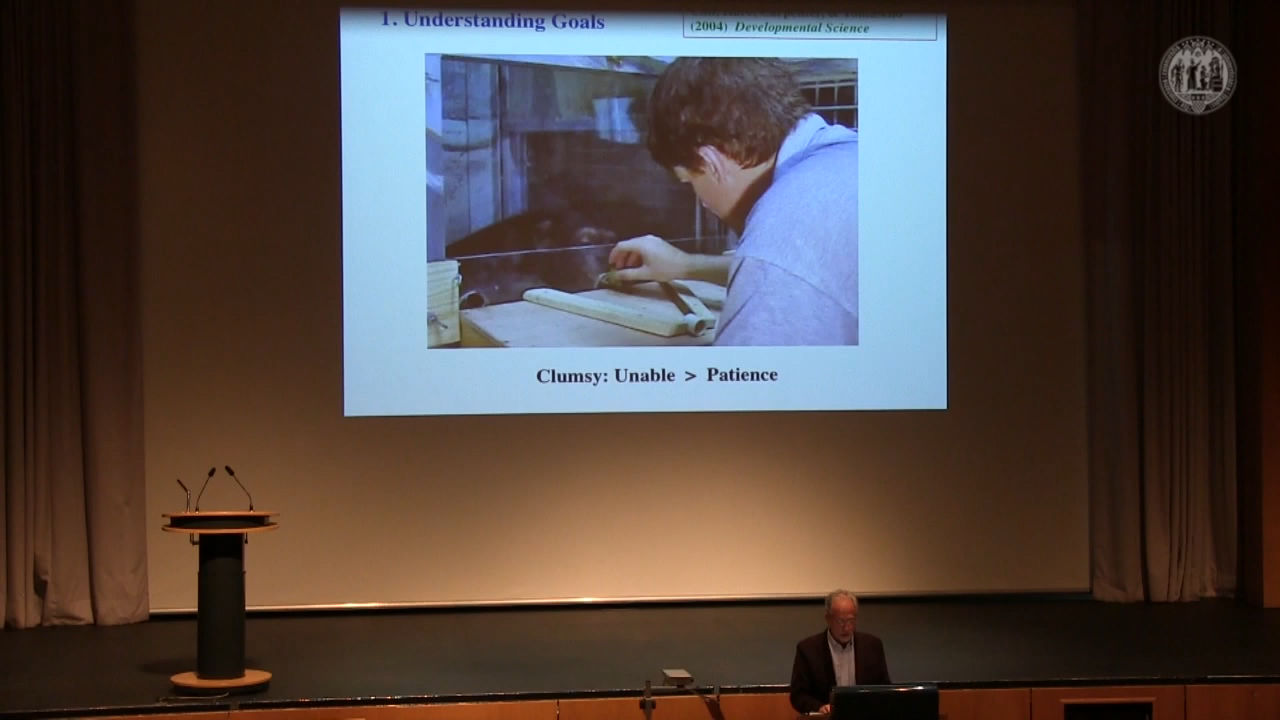 1. Understanding Goals
(2004) Developmental Science
Clumsy: Unable > Patience